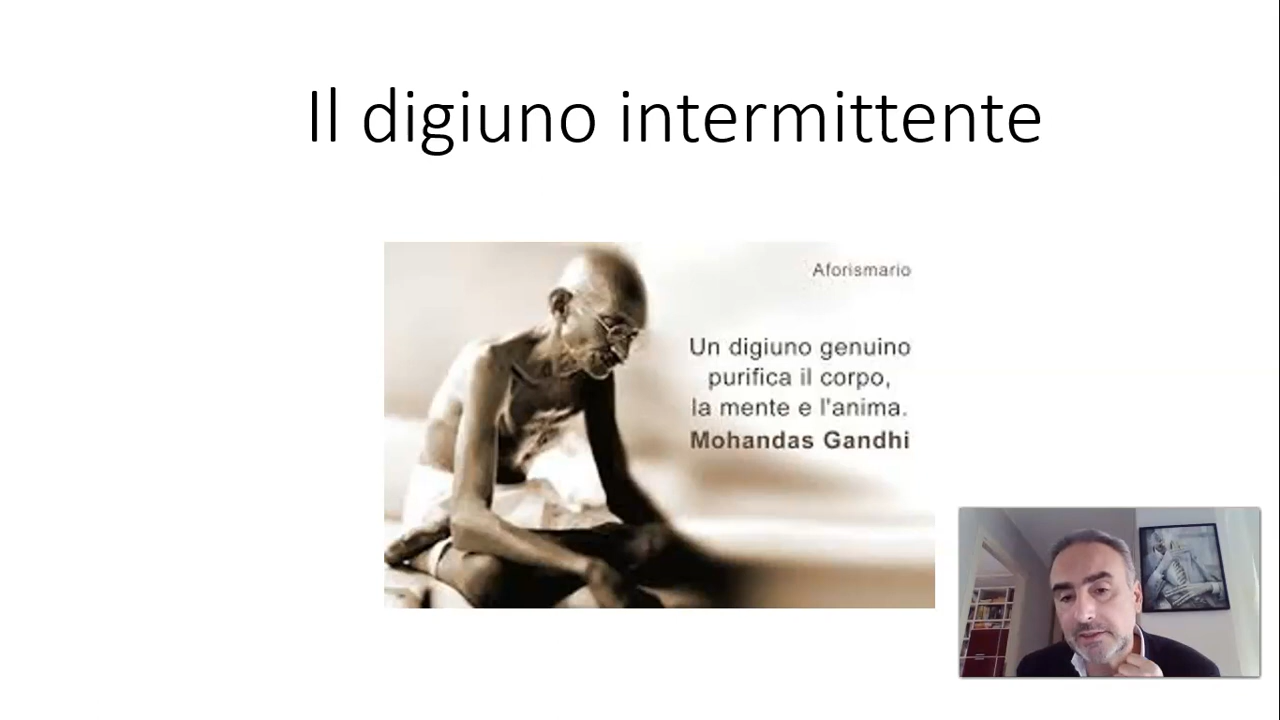 Il digiuno intermittente
Aforismario
Un digiuno genuino
purifica il corpo,
la mente e l'anima.
Mohandas Gandhi